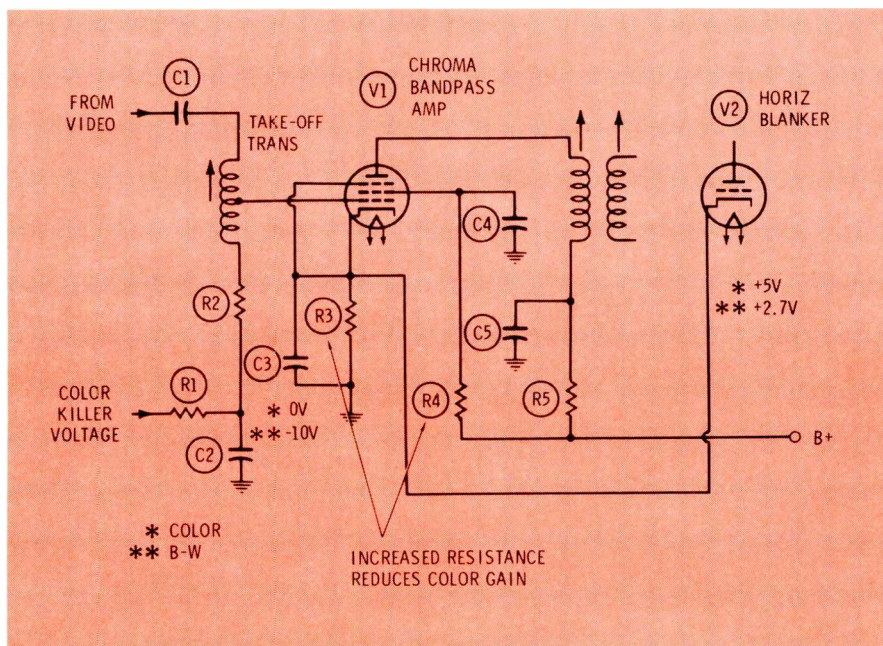 C1
FROM
VIDEO
TAKE-OFF
TRANS
V1
CHROMA
BANDPASS
AMP
V2
HORIZ
BLANKER
C4
R2
R3
C5
* +5V
** +2.7V
C3
COLOR
KILLER
VOLTAGE
R1
* 0V
** -10V
R4
R5
B+
C2
* COLOR
** B-W
INCREASED RESISTANCE
REDUCES COLOR GAIN